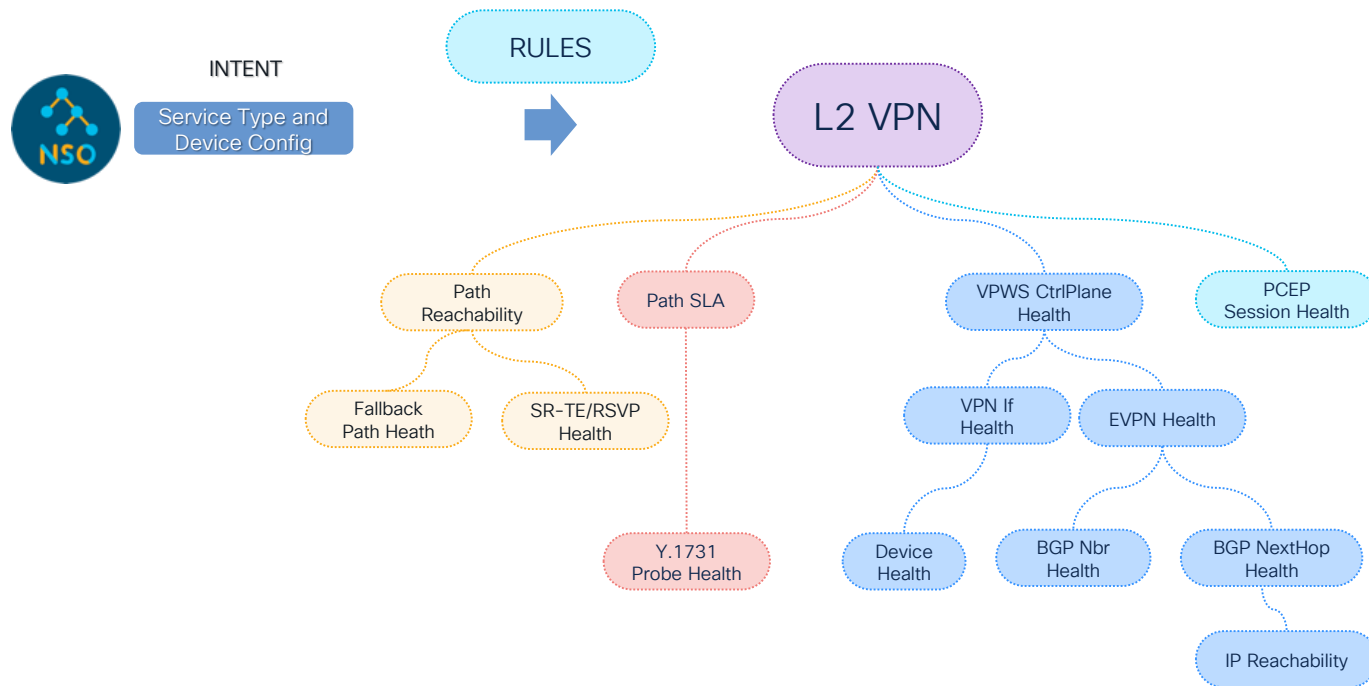 RULES
INTENT
NSO
Service Type and
Device Config
L2 VPN
Path
Reachability
Path SLA
VPWS CtrlPlane
Health
PCEP
Session Health
Fallback
Path Heath
SR-TE/RSVP
Health
VPN If
Health
EVPN Health
Y.1731
Probe Health
Device
Health
BGP Nbr
Health
BGP NextHop
Health
IP Reachability